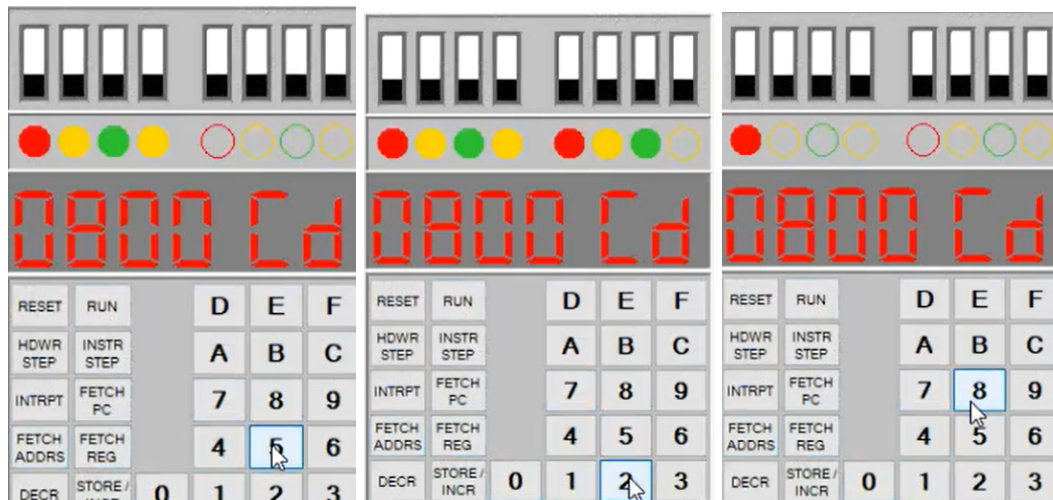 0800 Cd
RESET RUN D E F
HDWR STEP INSTR STEP A B C
INTRPT FETCH PC 7 8 9
FETCH ADDRS FETCH REG 4 5 6
DECR STORE / INCR 0 1 2 3
0800 Cd
RESET RUN D E F
HDWR STEP INSTR STEP A B C
INTRPT FETCH PC 7 8 9
FETCH ADDRS FETCH REG 4 5 6
DECR STORE / INCR 0 1 2 3
0800 Cd
RESET RUN D E F
HDWR STEP INSTR STEP A B C
INTRPT FETCH PC 7 8 9
FETCH ADDRS FETCH REG 4 5 6
DECR STORE / INCR 0 1 2 3